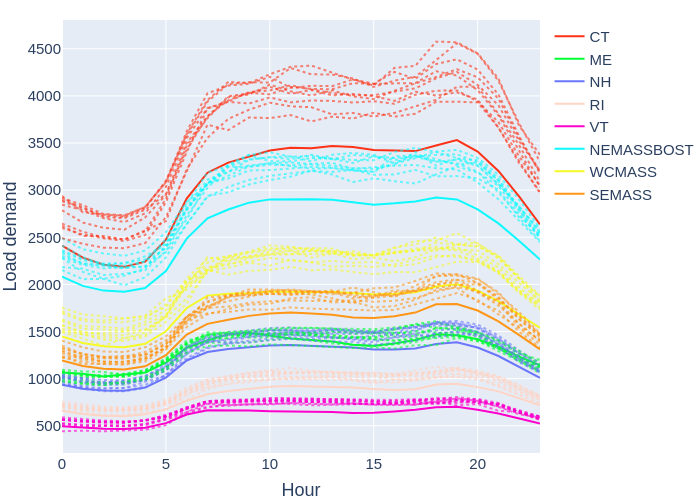 4500
4000
3500
3000
2500
2000
1500
1000
500
0
5
10
15
20
Load demand
Hour
CT
ME
NH
RI
VT
NEMASSBOST
WCMASS
SEMASS